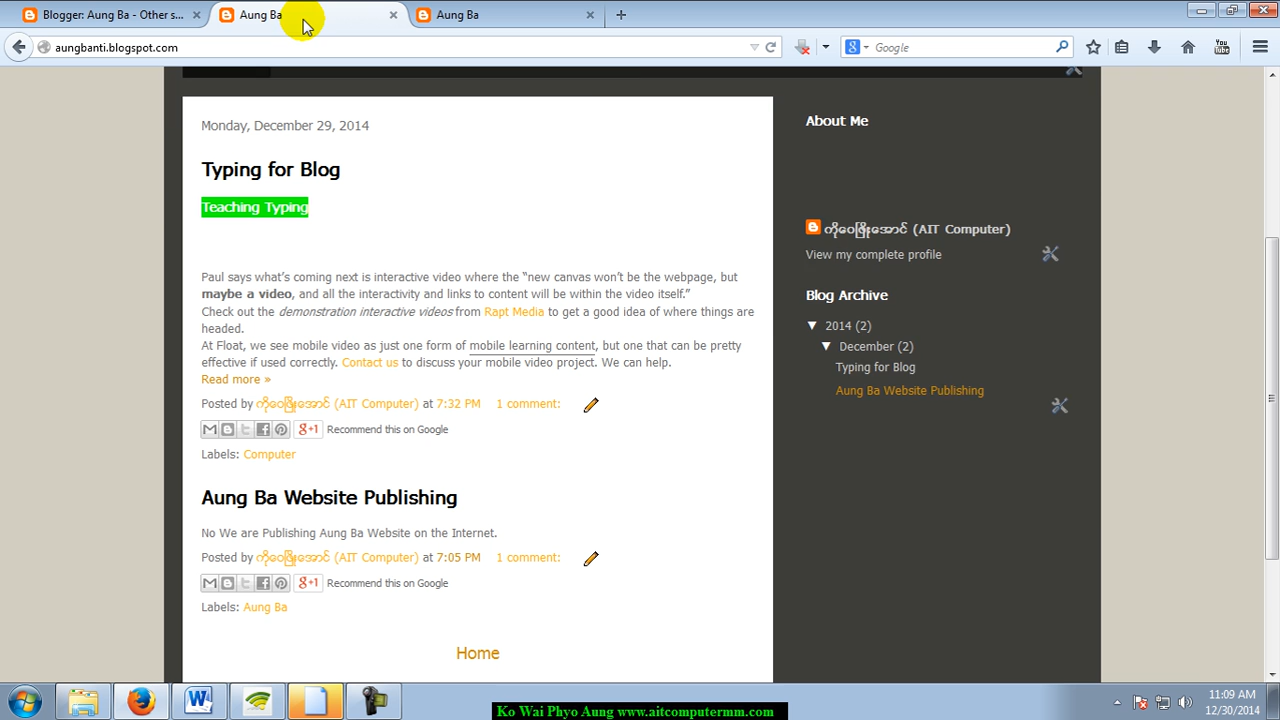 Blogger: Aung Ba - Other s...
Aung Ba
Aung Ba
aungbanti.blogspot.com
Google
You
Tube
Monday, December 29, 2014
Typing for Blog
Teaching Typing
Paul says what’s coming next is interactive video where the “new canvas won’t be the webpage, but
maybe a video, and all the interactivity and links to content will be within the video itself.”
Check out the demonstration interactive videos from Rapt Media to get a good idea of where things are
headed.
At Float, we see mobile video as just one form of mobile learning content, but one that can be pretty
effective if used correctly. Contact us to discuss your mobile video project. We can help.
Read more »
Posted by ကိုဝေဖြိုးအောင် (AIT Computer) at 7:32 PM 1 comment:
g+1 Recommend this on Google
Labels: Computer
Aung Ba Website Publishing
No We are Publishing Aung Ba Website on the Internet.
Posted by ကိုဝေဖြိုးအောင် (AIT Computer) at 7:05 PM 1 comment:
g+1 Recommend this on Google
Labels: Aung Ba
Home
About Me
ကိုဝေဖြိုးအောင် (AIT Computer)
View my complete profile
Blog Archive
▼ 2014 (2)
▼ December (2)
Typing for Blog
Aung Ba Website Publishing
Ko Wai Phyo Aung www.aitcomputermm.com
11:09 AM
12/30/2014